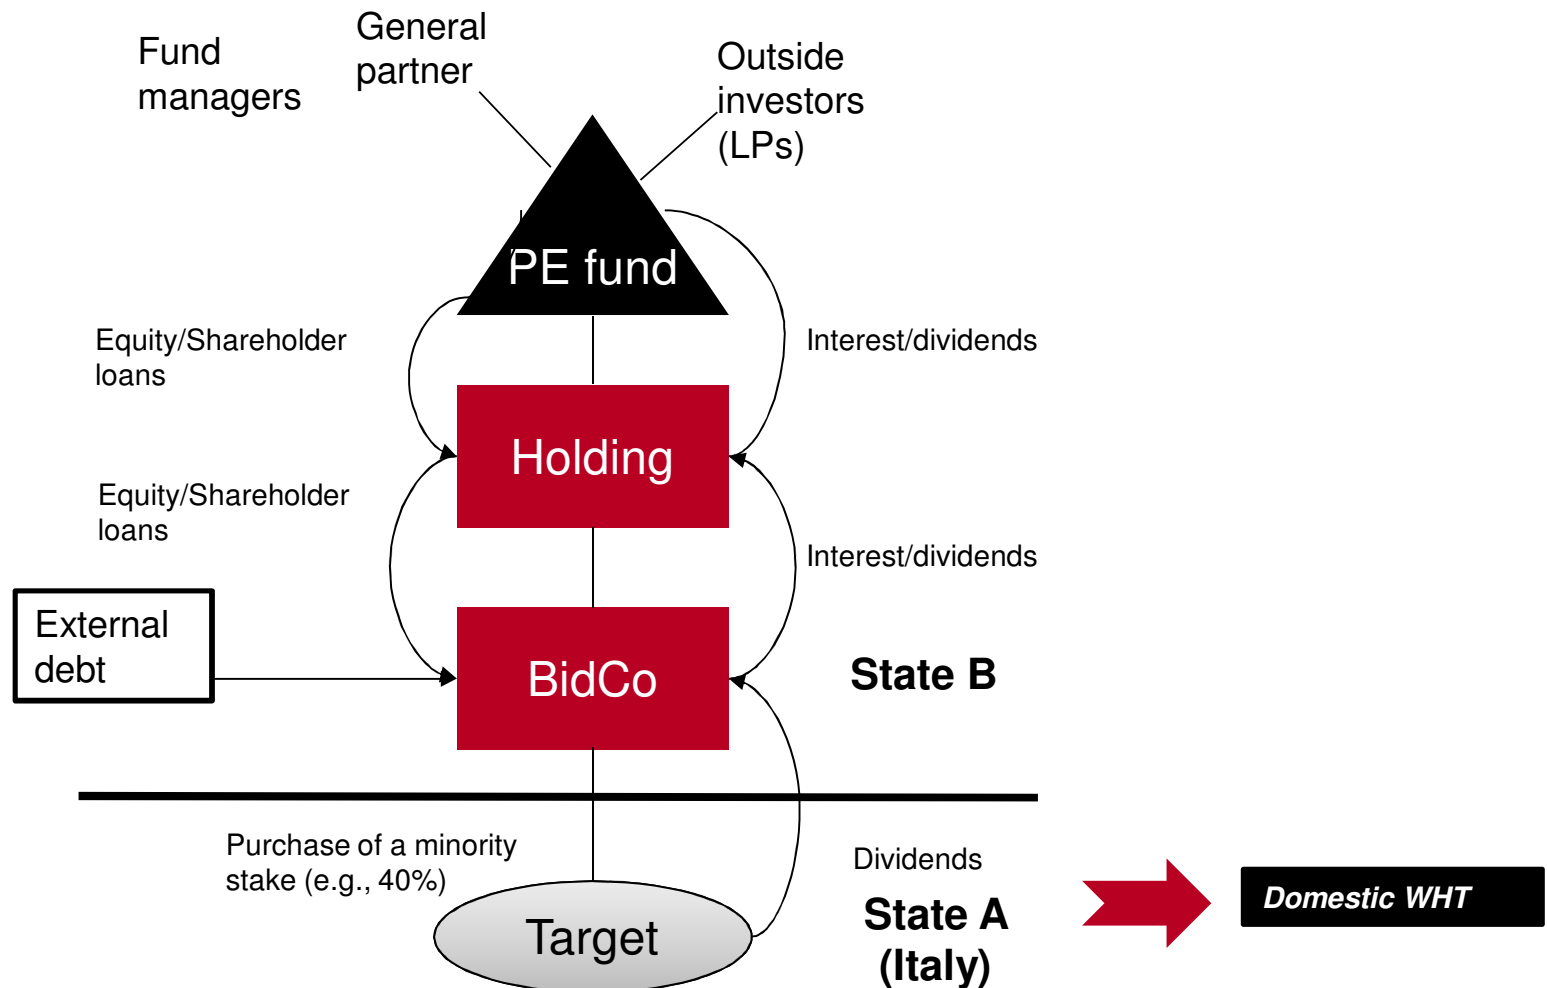 Fund
managers
General
partner
Outside
investors
(LPs)
PE fund
Equity/Shareholder
loans
Interest/dividends
Holding
Equity/Shareholder
loans
Interest/dividends
External
debt
BidCo
State B
Purchase of a minority
stake (e.g., 40%)
Dividends
State A
(Italy)
Domestic WHT
Target